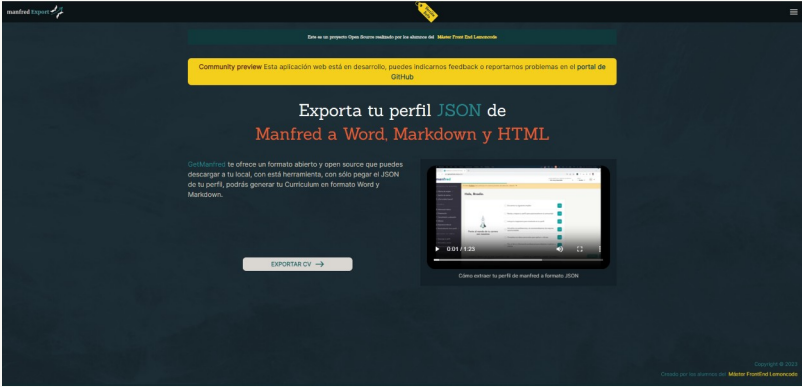 manfred Export
Este es un proyecto Open Source realizado por los alumnos del Máster Front End Lemoncode
Community preview Esta aplicación web está en desarrollo, puedes indicarnos feedback o reportarnos problemas en el portal de
GitHub
Exporta tu perfil JSON de
Manfred a Word, Markdown y HTML
GetManfred te ofrece un formato abierto y open source que puedes
descargar a tu local, con está herramienta, con sólo pegar el JSON
de tu perfil, podrás generar tu Curriculum en formato Word y
Markdown.
EXPORTAR CV
0:01 / 1:23
Cómo extraer tu perfil de manfred a formato JSON
Copyright © 2023
Creado por los alumnos del Máster FrontEnd Lemoncode